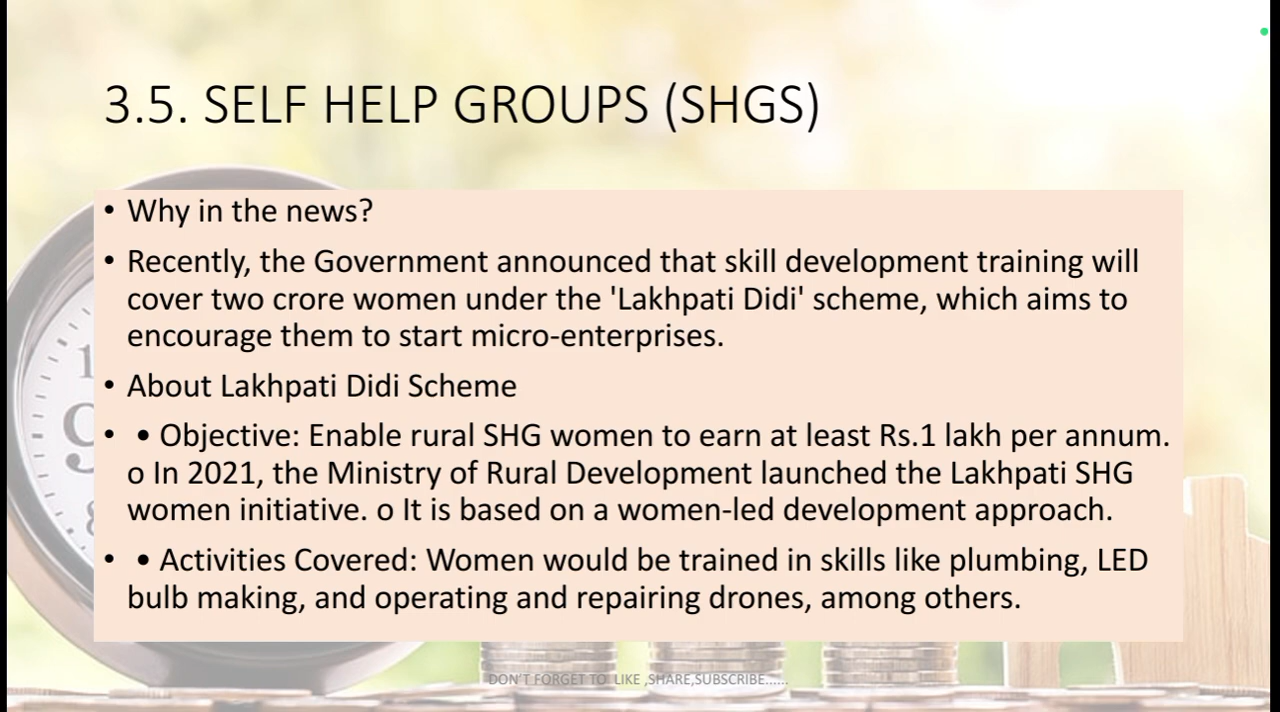 3.5. SELF HELP GROUPS (SHGS)
• Why in the news?
• Recently, the Government announced that skill development training will
cover two crore women under the 'Lakhpati Didi' scheme, which aims to
encourage them to start micro-enterprises.
• About Lakhpati Didi Scheme
• • Objective: Enable rural SHG women to earn at least Rs.1 lakh per annum.
o In 2021, the Ministry of Rural Development launched the Lakhpati SHG
women initiative. o It is based on a women-led development approach.
• • Activities Covered: Women would be trained in skills like plumbing, LED
bulb making, and operating and repairing drones, among others.
DON'T FORGET TO LIKE ,SHARE,SUBSCRIBE......